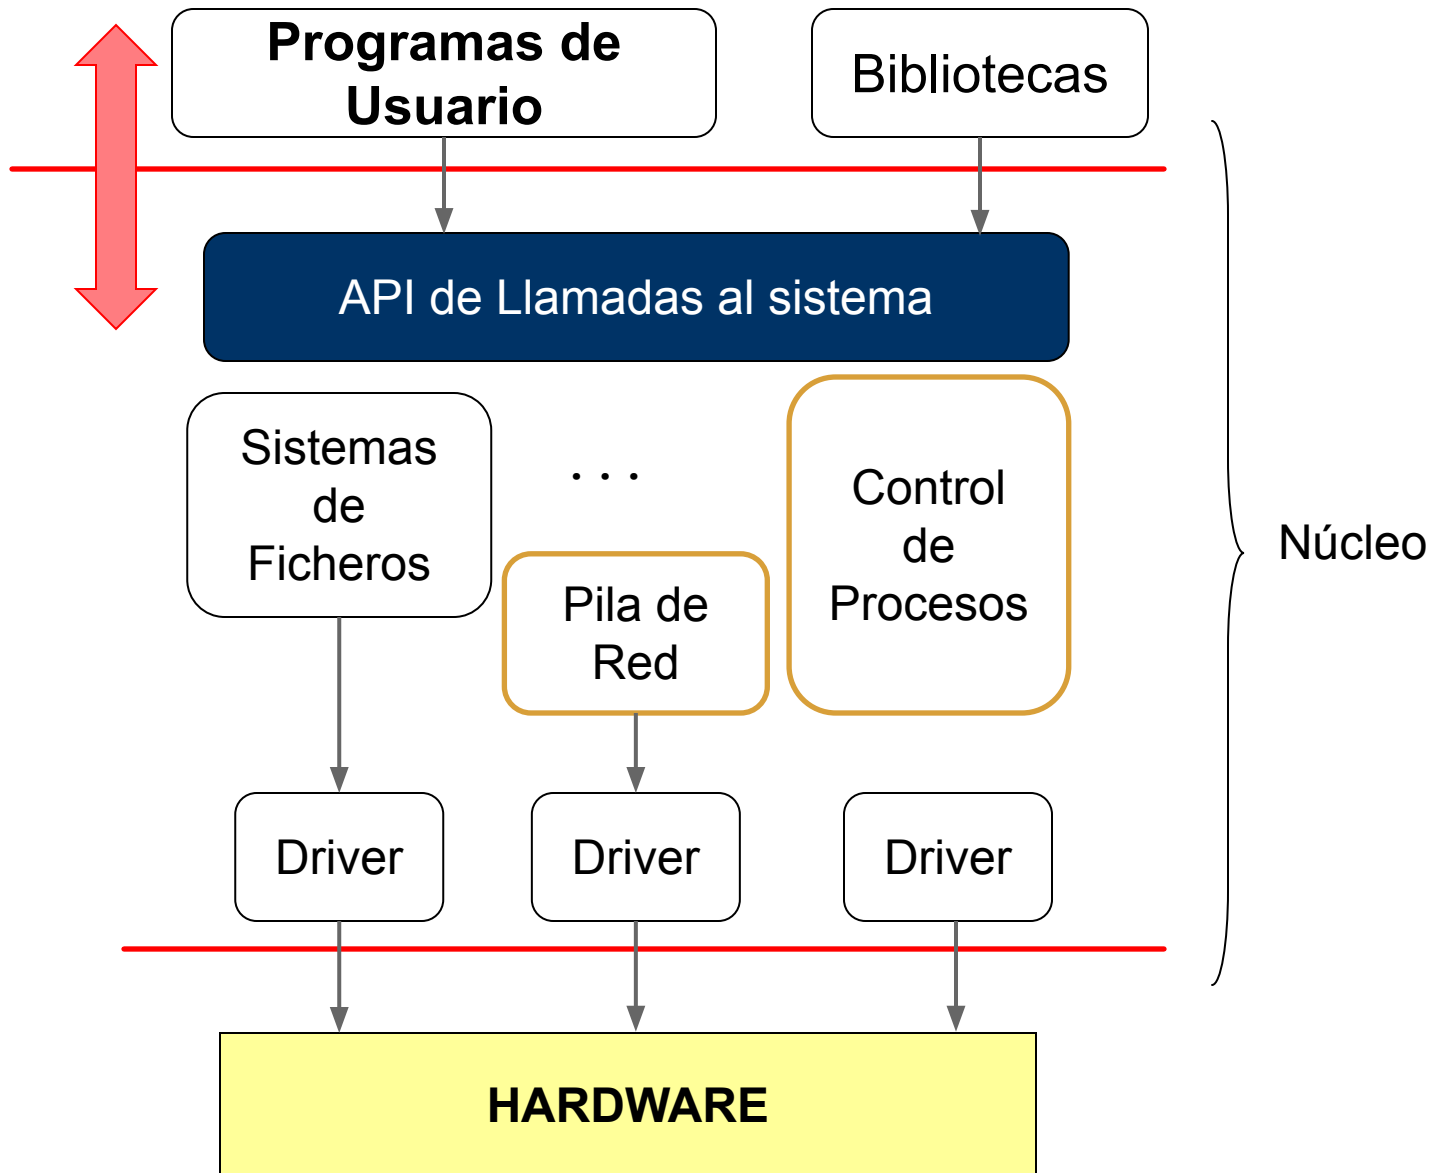 Programas de
Usuario
Bibliotecas
API de Llamadas al sistema
Sistemas
de
Ficheros
. . .
Pila de
Red
Control
de
Procesos
Núcleo
Driver
Driver
Driver
HARDWARE